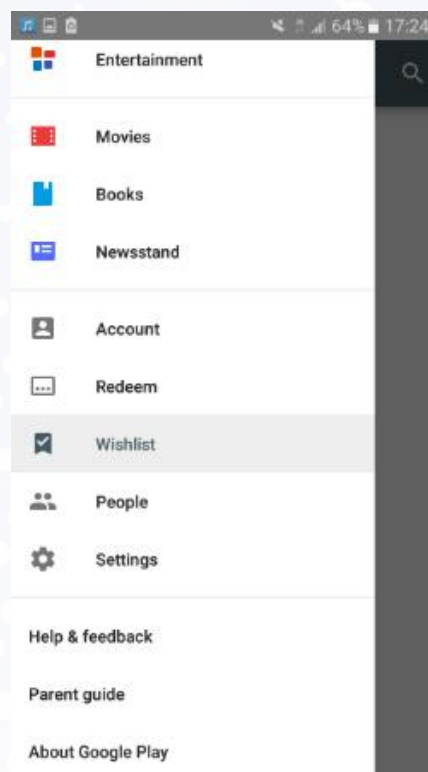 64% 17:24
Entertainment
Movies
Books
Newsstand
Account
Redeem
Wishlist
People
Settings
Help & feedback
Parent guide
About Google Play